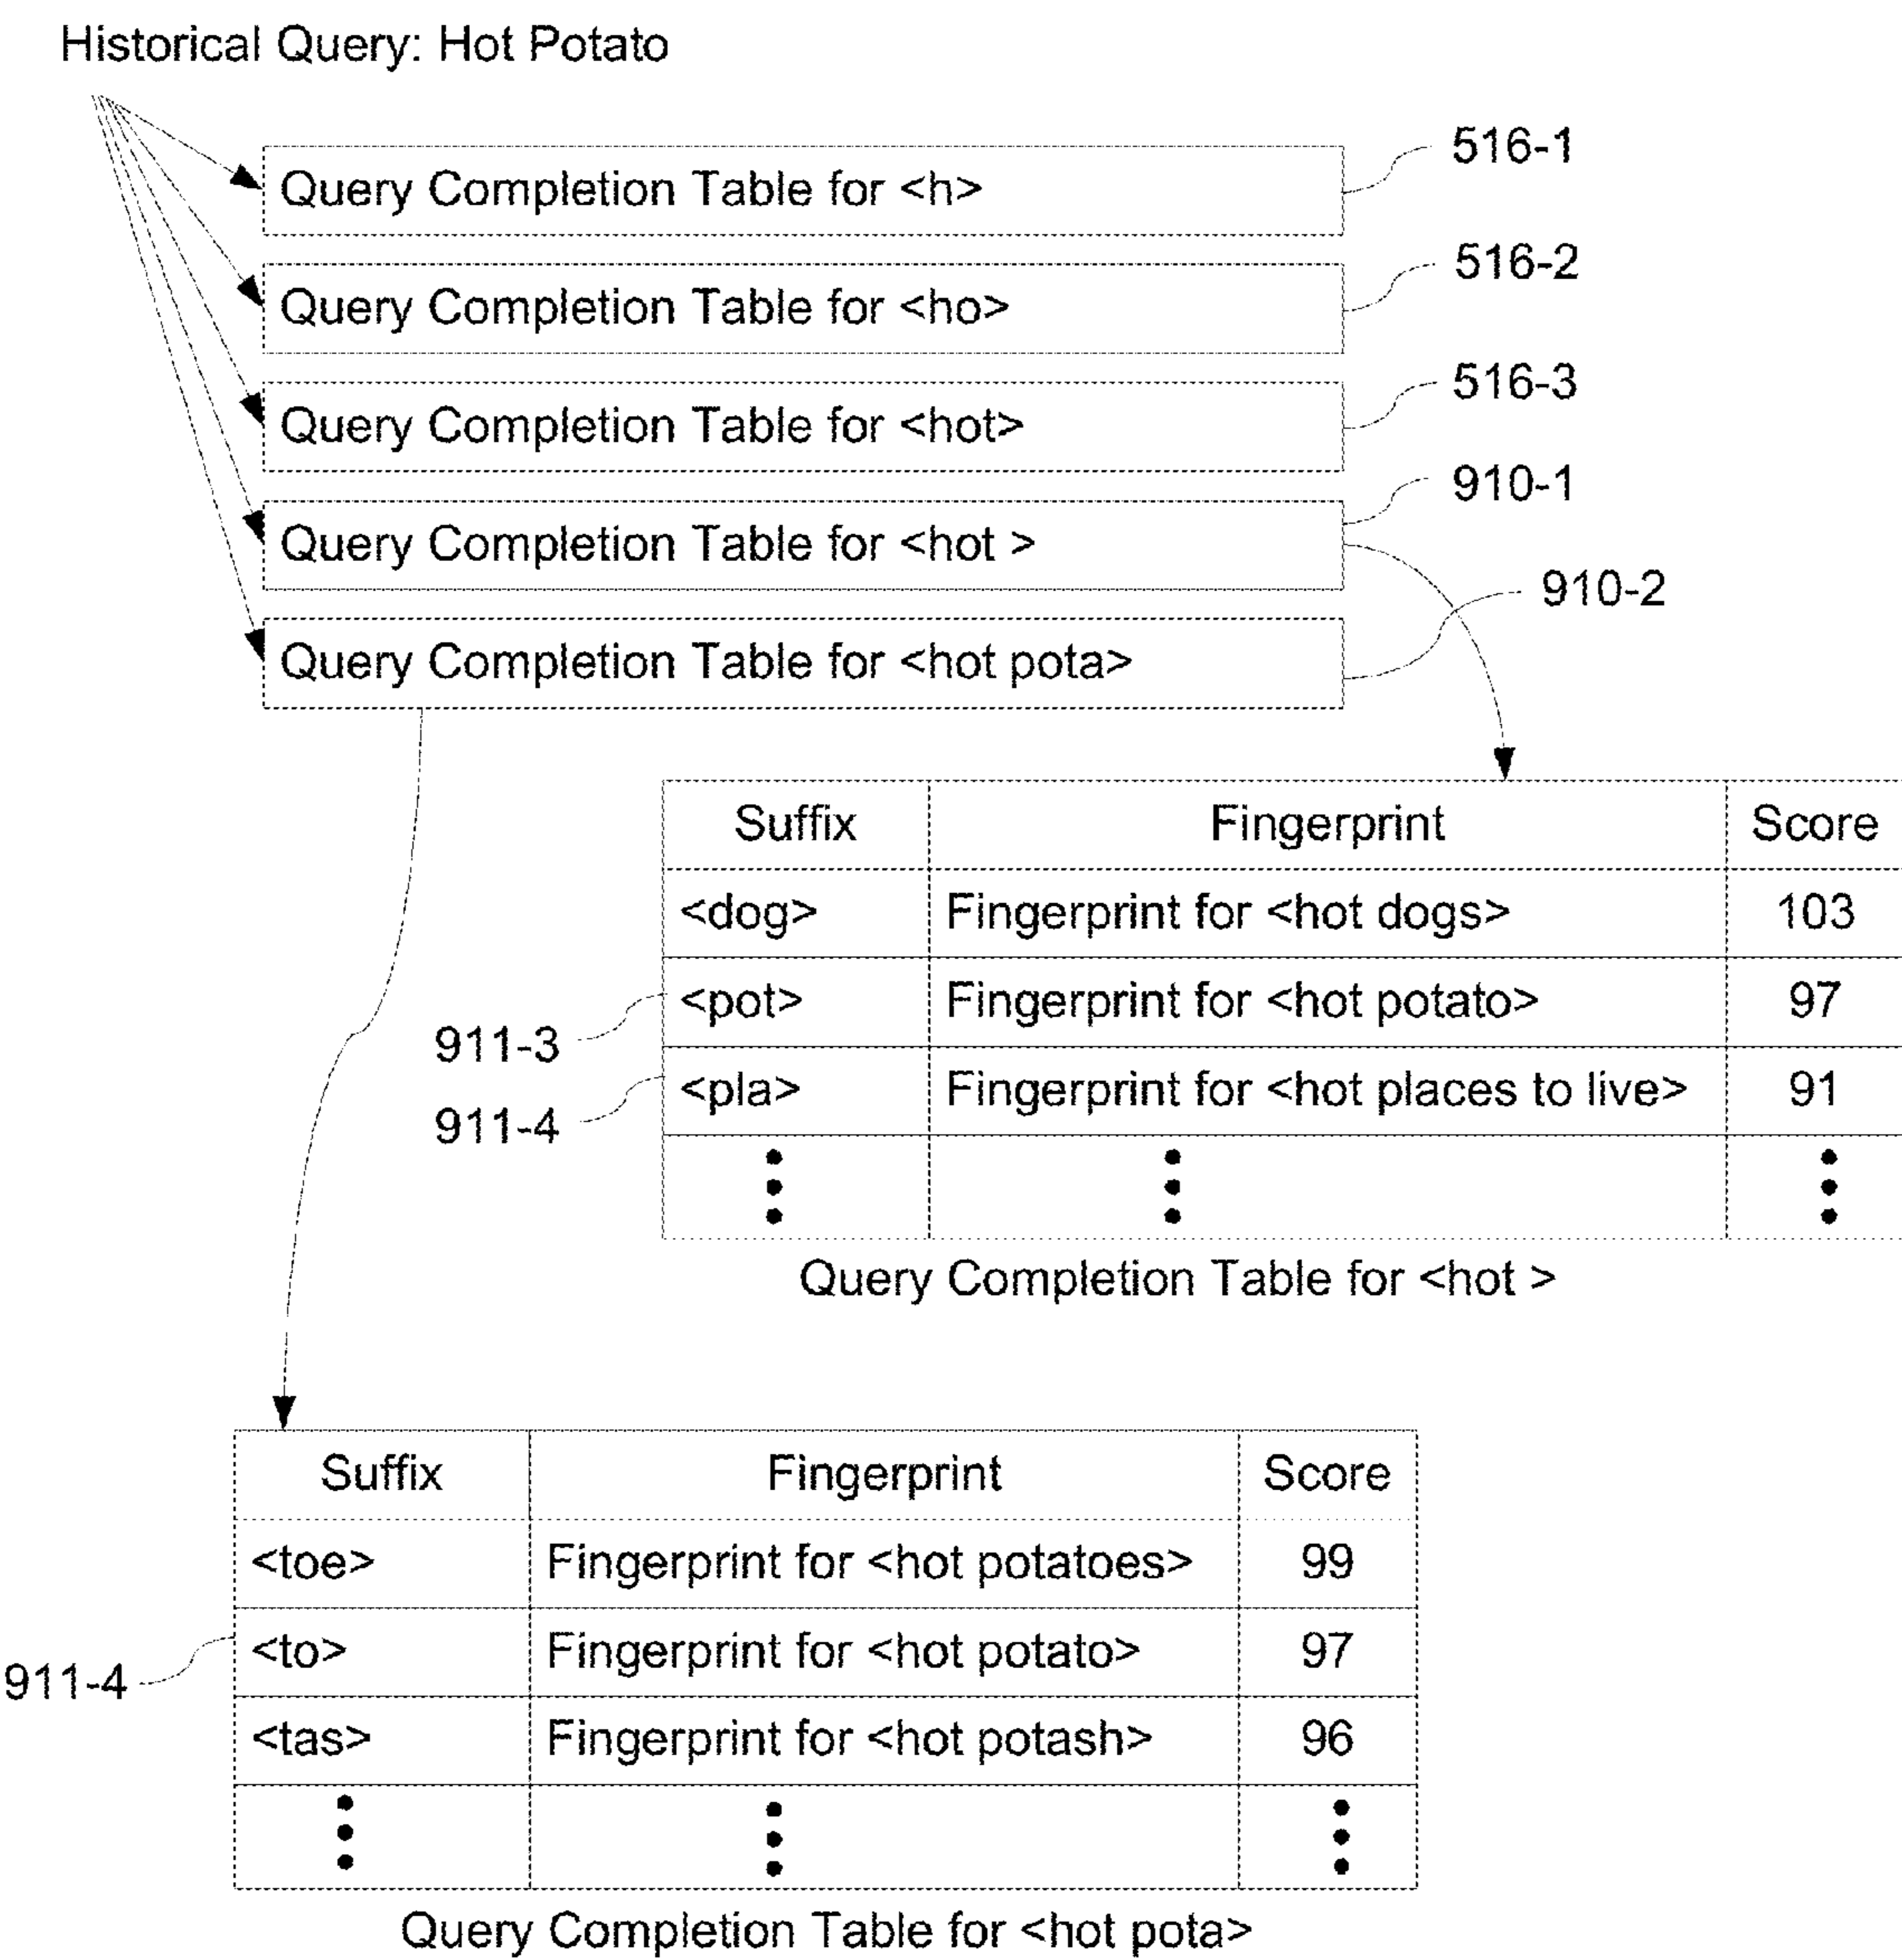 Historical Query: Hot Potato
516-1
Query Completion Table for <h>
516-2
Query Completion Table for <ho>
516-3
Query Completion Table for <hot>
910-1
Query Completion Table for <hot >
910-2
Query Completion Table for <hot pota>
Suffix Fingerprint Score
<dog> Fingerprint for <hot dogs> 103
<pot> Fingerprint for <hot potato> 97
911-3
<pla> Fingerprint for <hot places to live> 91
911-4
Query Completion Table for <hot >
Suffix Fingerprint Score
<toe> Fingerprint for <hot potatoes> 99
<to> Fingerprint for <hot potato> 97
911-4
<tas> Fingerprint for <hot potash> 96
Query Completion Table for <hot pota>